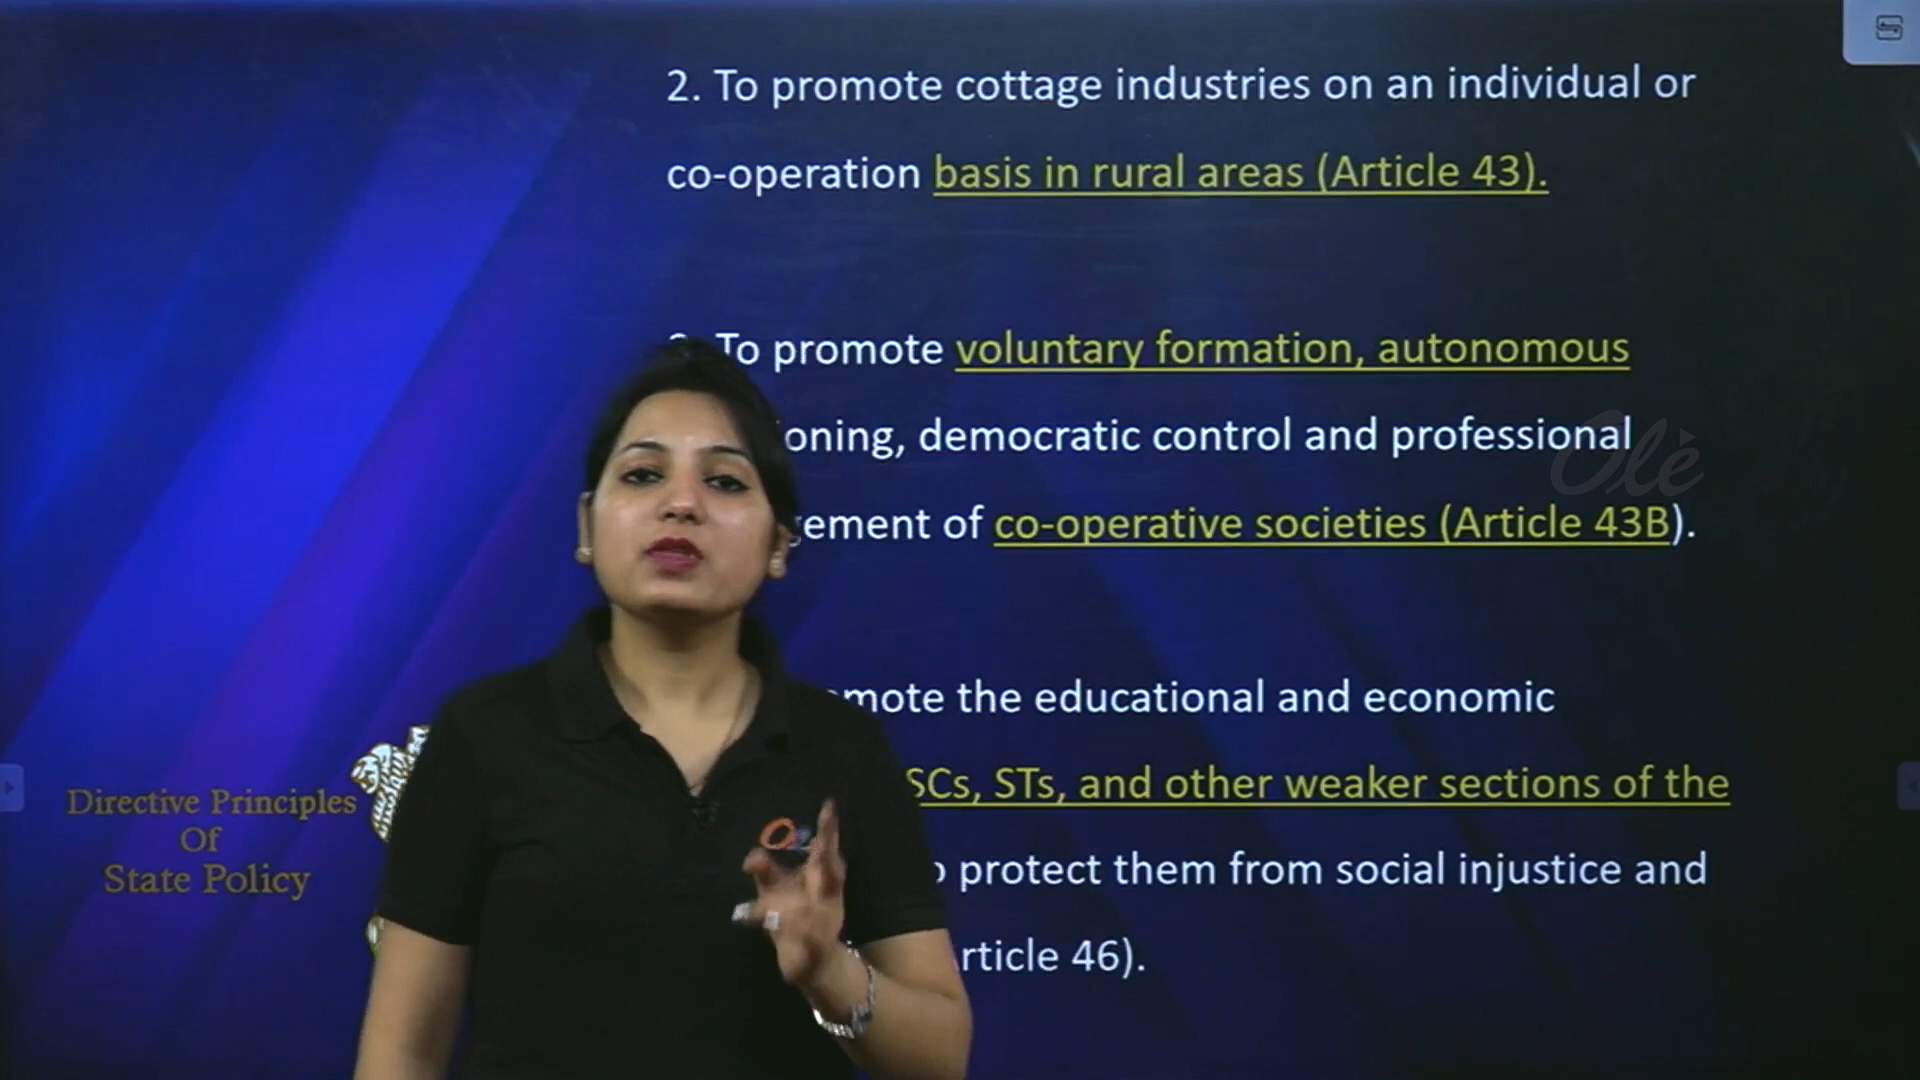 2. To promote cottage industries on an individual or
co-operation basis in rural areas (Article 43).
To promote voluntary formation, autonomous
oning, democratic control and professional
ement of co-operative societies (Article 43B).
mote the educational and economic
SCs, STs, and other weaker sections of the
protect them from social injustice and
rticle 46).
Directive Principles
Of
State Policy
Olè